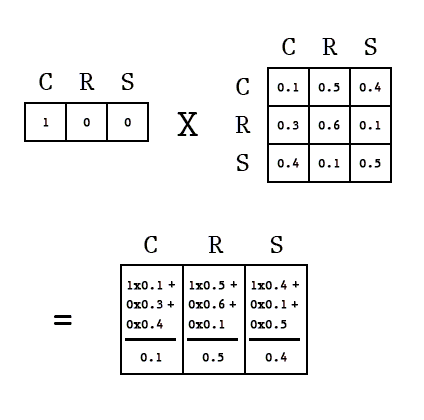 C R S
C R S
1 0 0
X
C 0.1 0.5 0.4
R 0.3 0.6 0.1
S 0.4 0.1 0.5
C R S
=
1x0.1 + 1x0.5 + 1x0.4 +
0x0.3 + 0x0.6 + 0x0.1 +
0x0.4 0x0.1 0x0.5
0.1 0.5 0.4